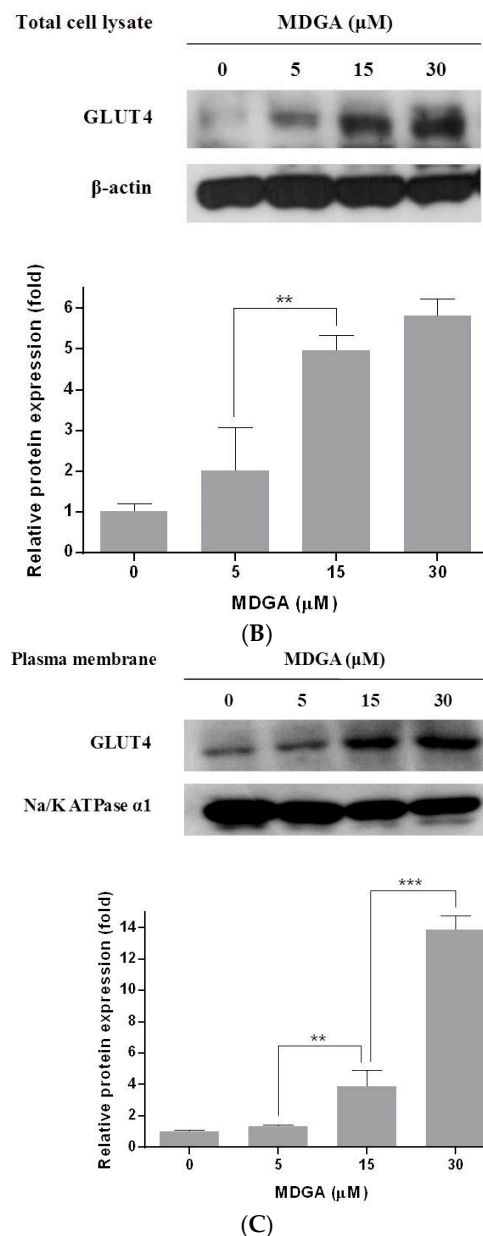 Total cell lysate MDGA (μM)
0 5 15 30
GLUT4
β-actin
Relative protein expression (fold)
6
5
4
3
2
1
0
**
0 5 15 30
MDGA (μM)
(B)
Plasma membrane MDGA (μM)
0 5 15 30
GLUT4
Na/K ATPase α1
Relative protein expression (fold)
14
12
10
8
6
4
2
0
***
**
0 5 15 30
MDGA (μM)
(C)